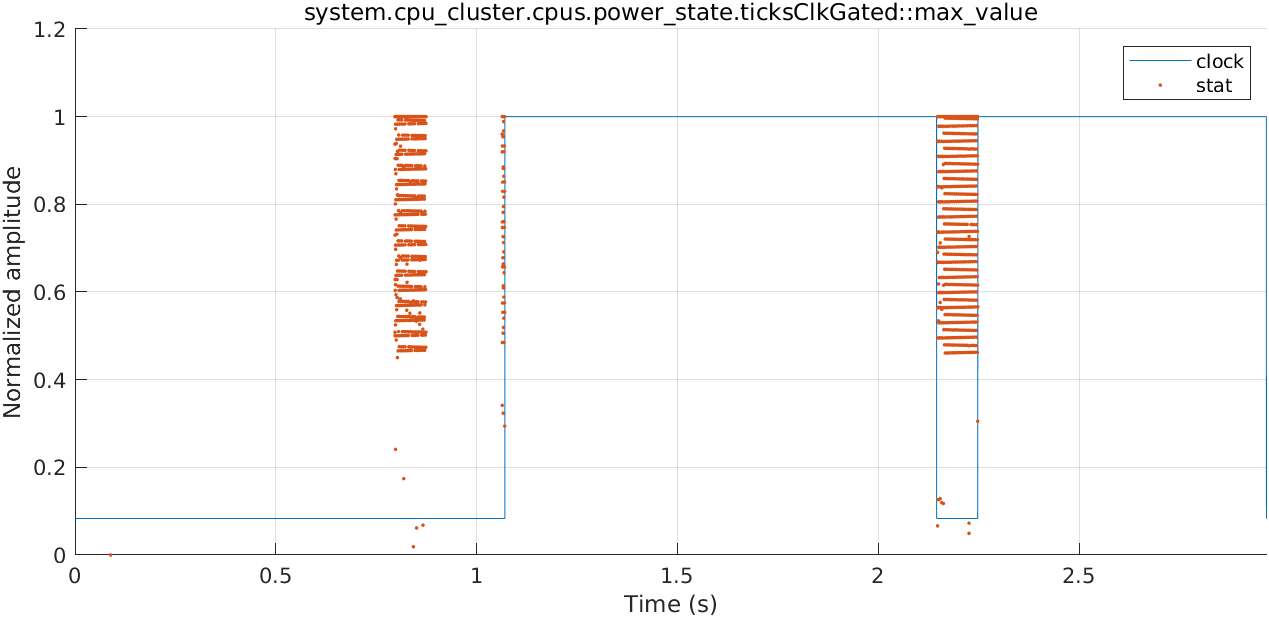 system.cpu_cluster.cpus.power_state.ticksClkGated::max_value
1.2
1
0.8
0.6
0.4
0.2
0
Normalized amplitude
clock
stat
0
0.5
1
1.5
2
2.5
Time (s)